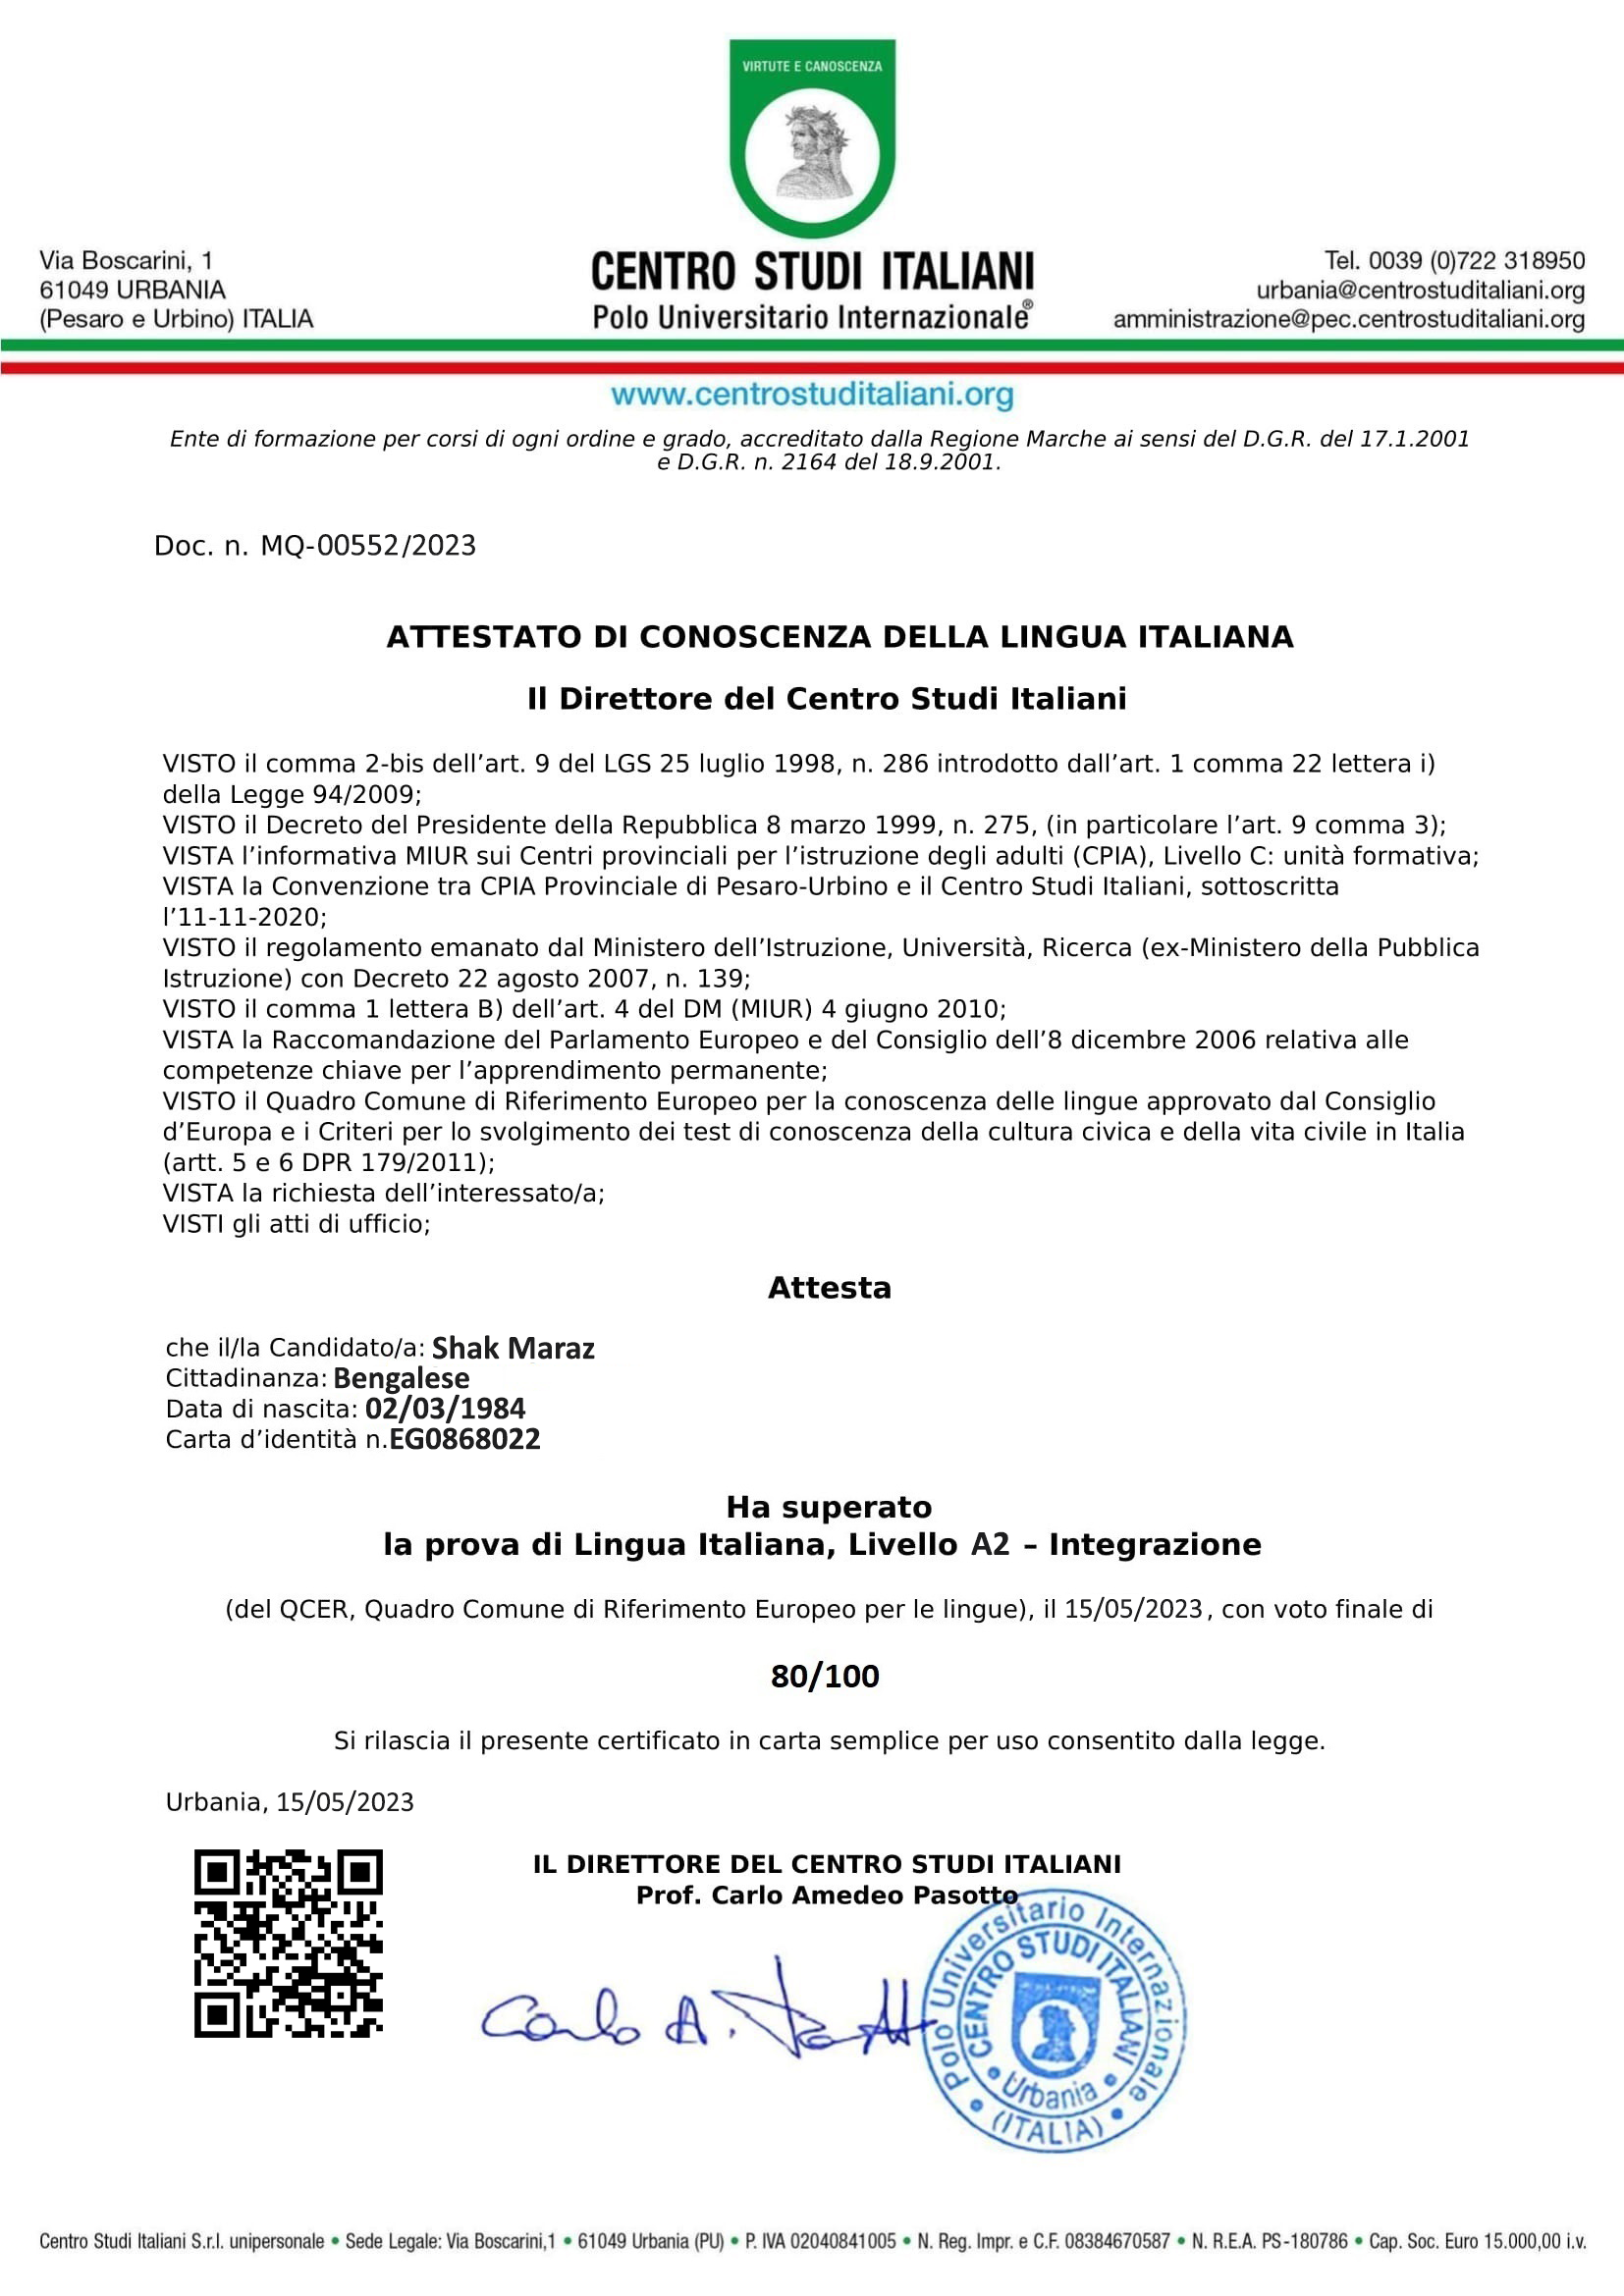 VIRTUTE E CANOSCENZA
Via Boscarini, 1
61049 URBANIA
(Pesaro e Urbino) ITALIA
CENTRO STUDI ITALIANI
Polo Universitario Internazionale®
Tel. 0039 (0)722 318950
urbania@centrostuditaliani.org
amministrazione@pec.centrostuditaliani.org
www.centrostuditaliani.org
Ente di formazione per corsi di ogni ordine e grado, accreditato dalla Regione Marche ai sensi del D.G.R. del 17.1.2001
e D.G.R. n. 2164 del 18.9.2001.
Doc. n. MQ-00552/2023
ATTESTATO DI CONOSCENZA DELLA LINGUA ITALIANA
Il Direttore del Centro Studi Italiani
VISTO il comma 2-bis dell’art. 9 del LGS 25 luglio 1998, n. 286 introdotto dall’art. 1 comma 22 lettera i)
della Legge 94/2009;
VISTO il Decreto del Presidente della Repubblica 8 marzo 1999, n. 275, (in particolare l’art. 9 comma 3);
VISTA l’informativa MIUR sui Centri provinciali per l’istruzione degli adulti (CPIA), Livello C: unità formativa;
VISTA la Convenzione tra CPIA Provinciale di Pesaro-Urbino e il Centro Studi Italiani, sottoscritta
l’11-11-2020;
VISTO il regolamento emanato dal Ministero dell’Istruzione, Università, Ricerca (ex-Ministero della Pubblica
Istruzione) con Decreto 22 agosto 2007, n. 139;
VISTO il comma 1 lettera B) dell’art. 4 del DM (MIUR) 4 giugno 2010;
VISTA la Raccomandazione del Parlamento Europeo e del Consiglio dell’8 dicembre 2006 relativa alle
competenze chiave per l’apprendimento permanente;
VISTO il Quadro Comune di Riferimento Europeo per la conoscenza delle lingue approvato dal Consiglio
d’Europa e i Criteri per lo svolgimento dei test di conoscenza della cultura civica e della vita civile in Italia
(artt. 5 e 6 DPR 179/2011);
VISTA la richiesta dell’interessato/a;
VISTI gli atti di ufficio;
Attesta
che il/la Candidato/a: Shak Maraz
Cittadinanza: Bengalese
Data di nascita: 02/03/1984
Carta d’identità n.EG0868022
Ha superato
la prova di Lingua Italiana, Livello A2 – Integrazione
(del QCER, Quadro Comune di Riferimento Europeo per le lingue), il 15/05/2023, con voto finale di
80/100
Si rilascia il presente certificato in carta semplice per uso consentito dalla legge.
Urbania, 15/05/2023
IL DIRETTORE DEL CENTRO STUDI ITALIANI
Prof. Carlo Amedeo Pasotto
Carlo A. Pasotto
Polo Universitario Internazionale
(ITALIA)
CENTRO STUDI ITALIANI
Urbania
Centro Studi Italiani S.r.l. unipersonale • Sede Legale: Via Boscarini,1 • 61049 Urbania (PU) • P. IVA 02040841005 • N. Reg. Impr. e C.F. 08384670587 • N. R.E.A. PS-180786 • Cap. Soc. Euro 15.000,00 i.v.